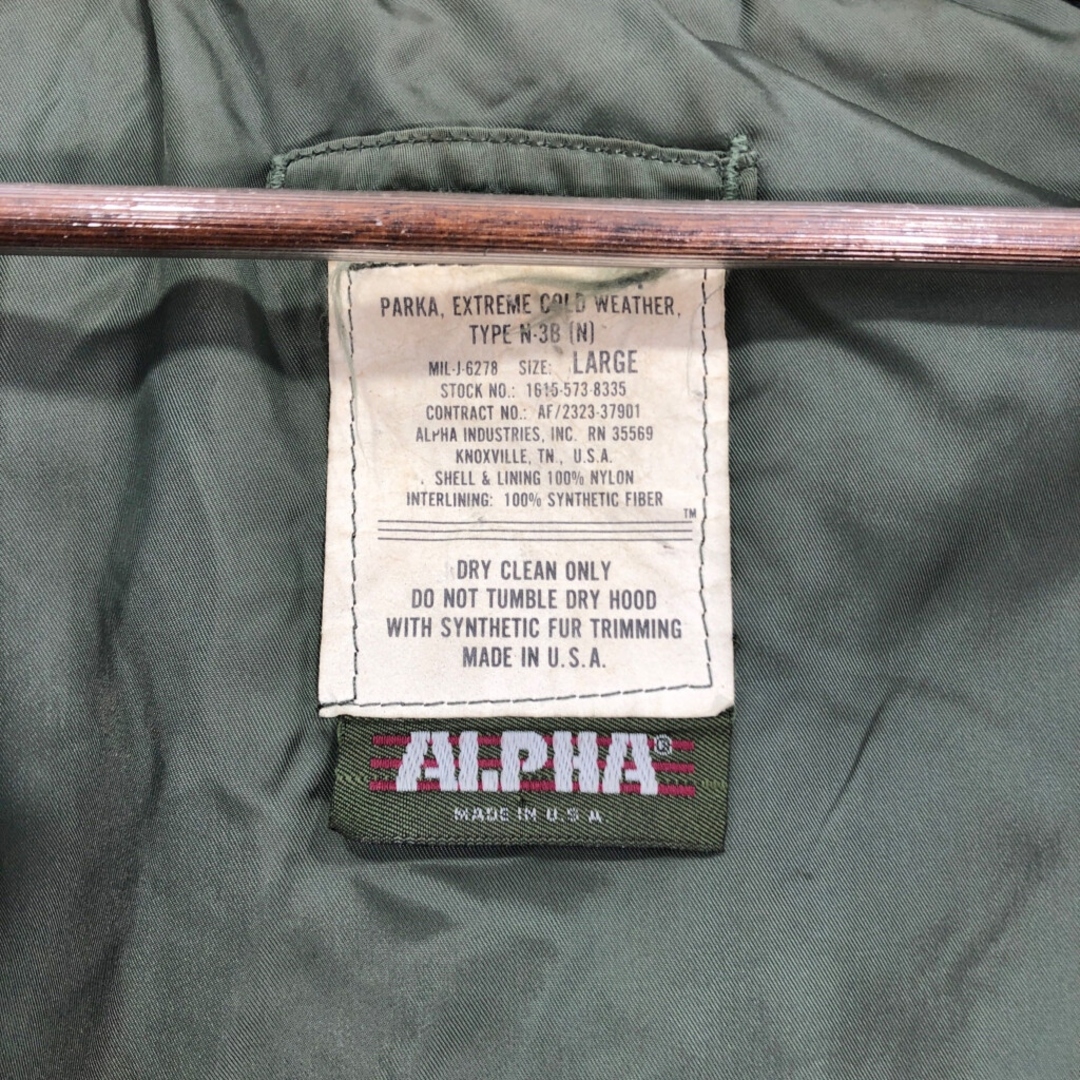 PARKA, EXTREME COLD WEATHER,
TYPE N-3B (N)
MIL-J-6278 SIZE: LARGE
STOCK NO.: 1615-573-8335
CONTRACT NO.: AF/2323-37901
ALPHA INDUSTRIES, INC. RN 35569
KNOXVILLE, TN., U.S.A.
SHELL & LINING 100% NYLON
INTERLINING: 100% SYNTHETIC FIBER
TM
DRY CLEAN ONLY
DO NOT TUMBLE DRY HOOD
WITH SYNTHETIC FUR TRIMMING
MADE IN U.S.A.
ALPHA®
MADE IN U.S.A